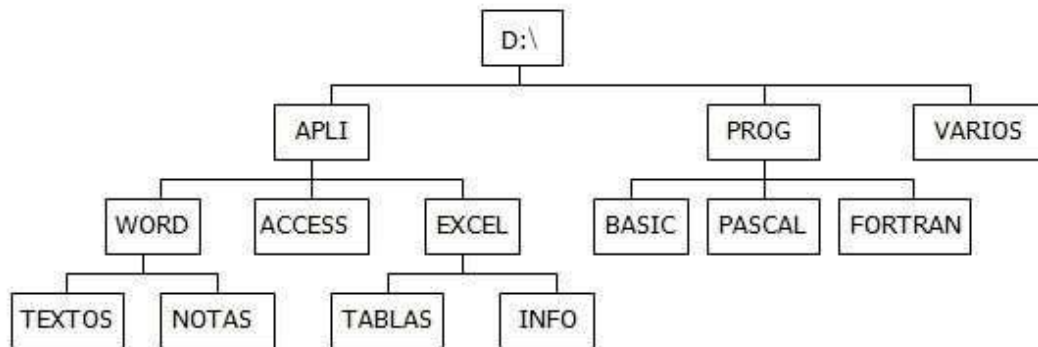 D:\
APLI PROG VARIOS
WORD ACCESS EXCEL BASIC PASCAL FORTRAN
TEXTOS NOTAS TABLAS INFO